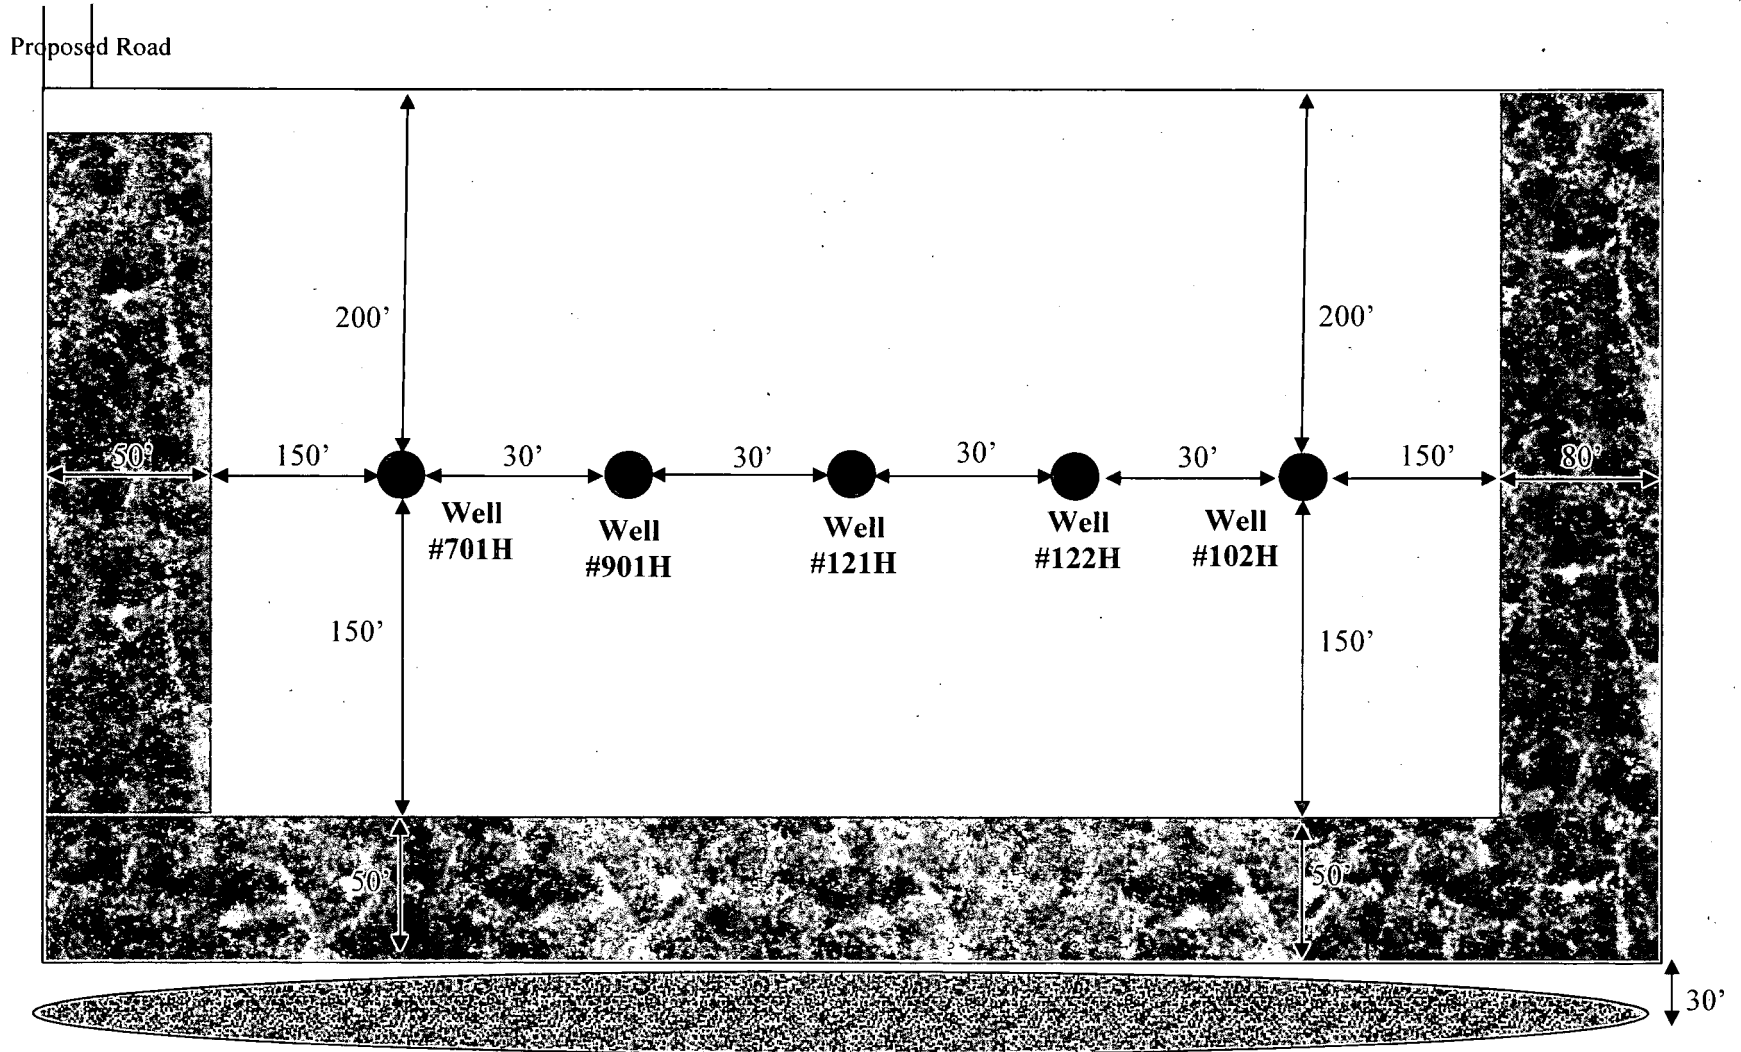 Proposed Road
200’
200’
50’
150’
30’
30’
30’
30’
150’
80’
Well
#701H
Well
#901H
Well
#121H
Well
#122H
Well
#102H
150’
150’
50’
50’
30’